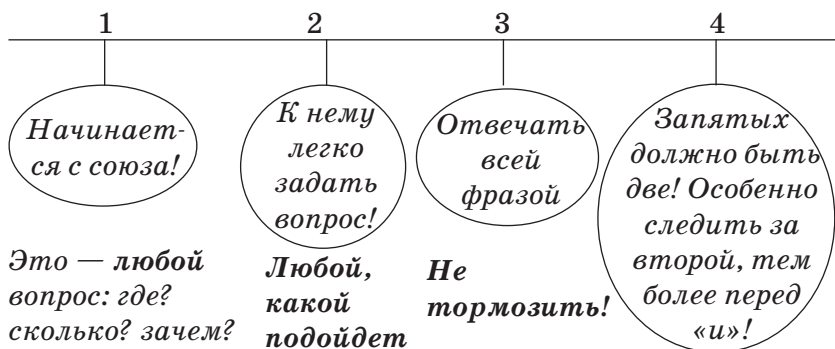 1
2
3
4
Начинает-
ся с союза!
Это — любой
вопрос: где?
сколько? зачем?
К нему
легко
задать
вопрос!
Любой,
какой
подойдет
Отвечать
всей
фразой
Не
тормозить!
Запятых
должно быть
две! Особенно
следить за
второй, тем
более перед
«и»!